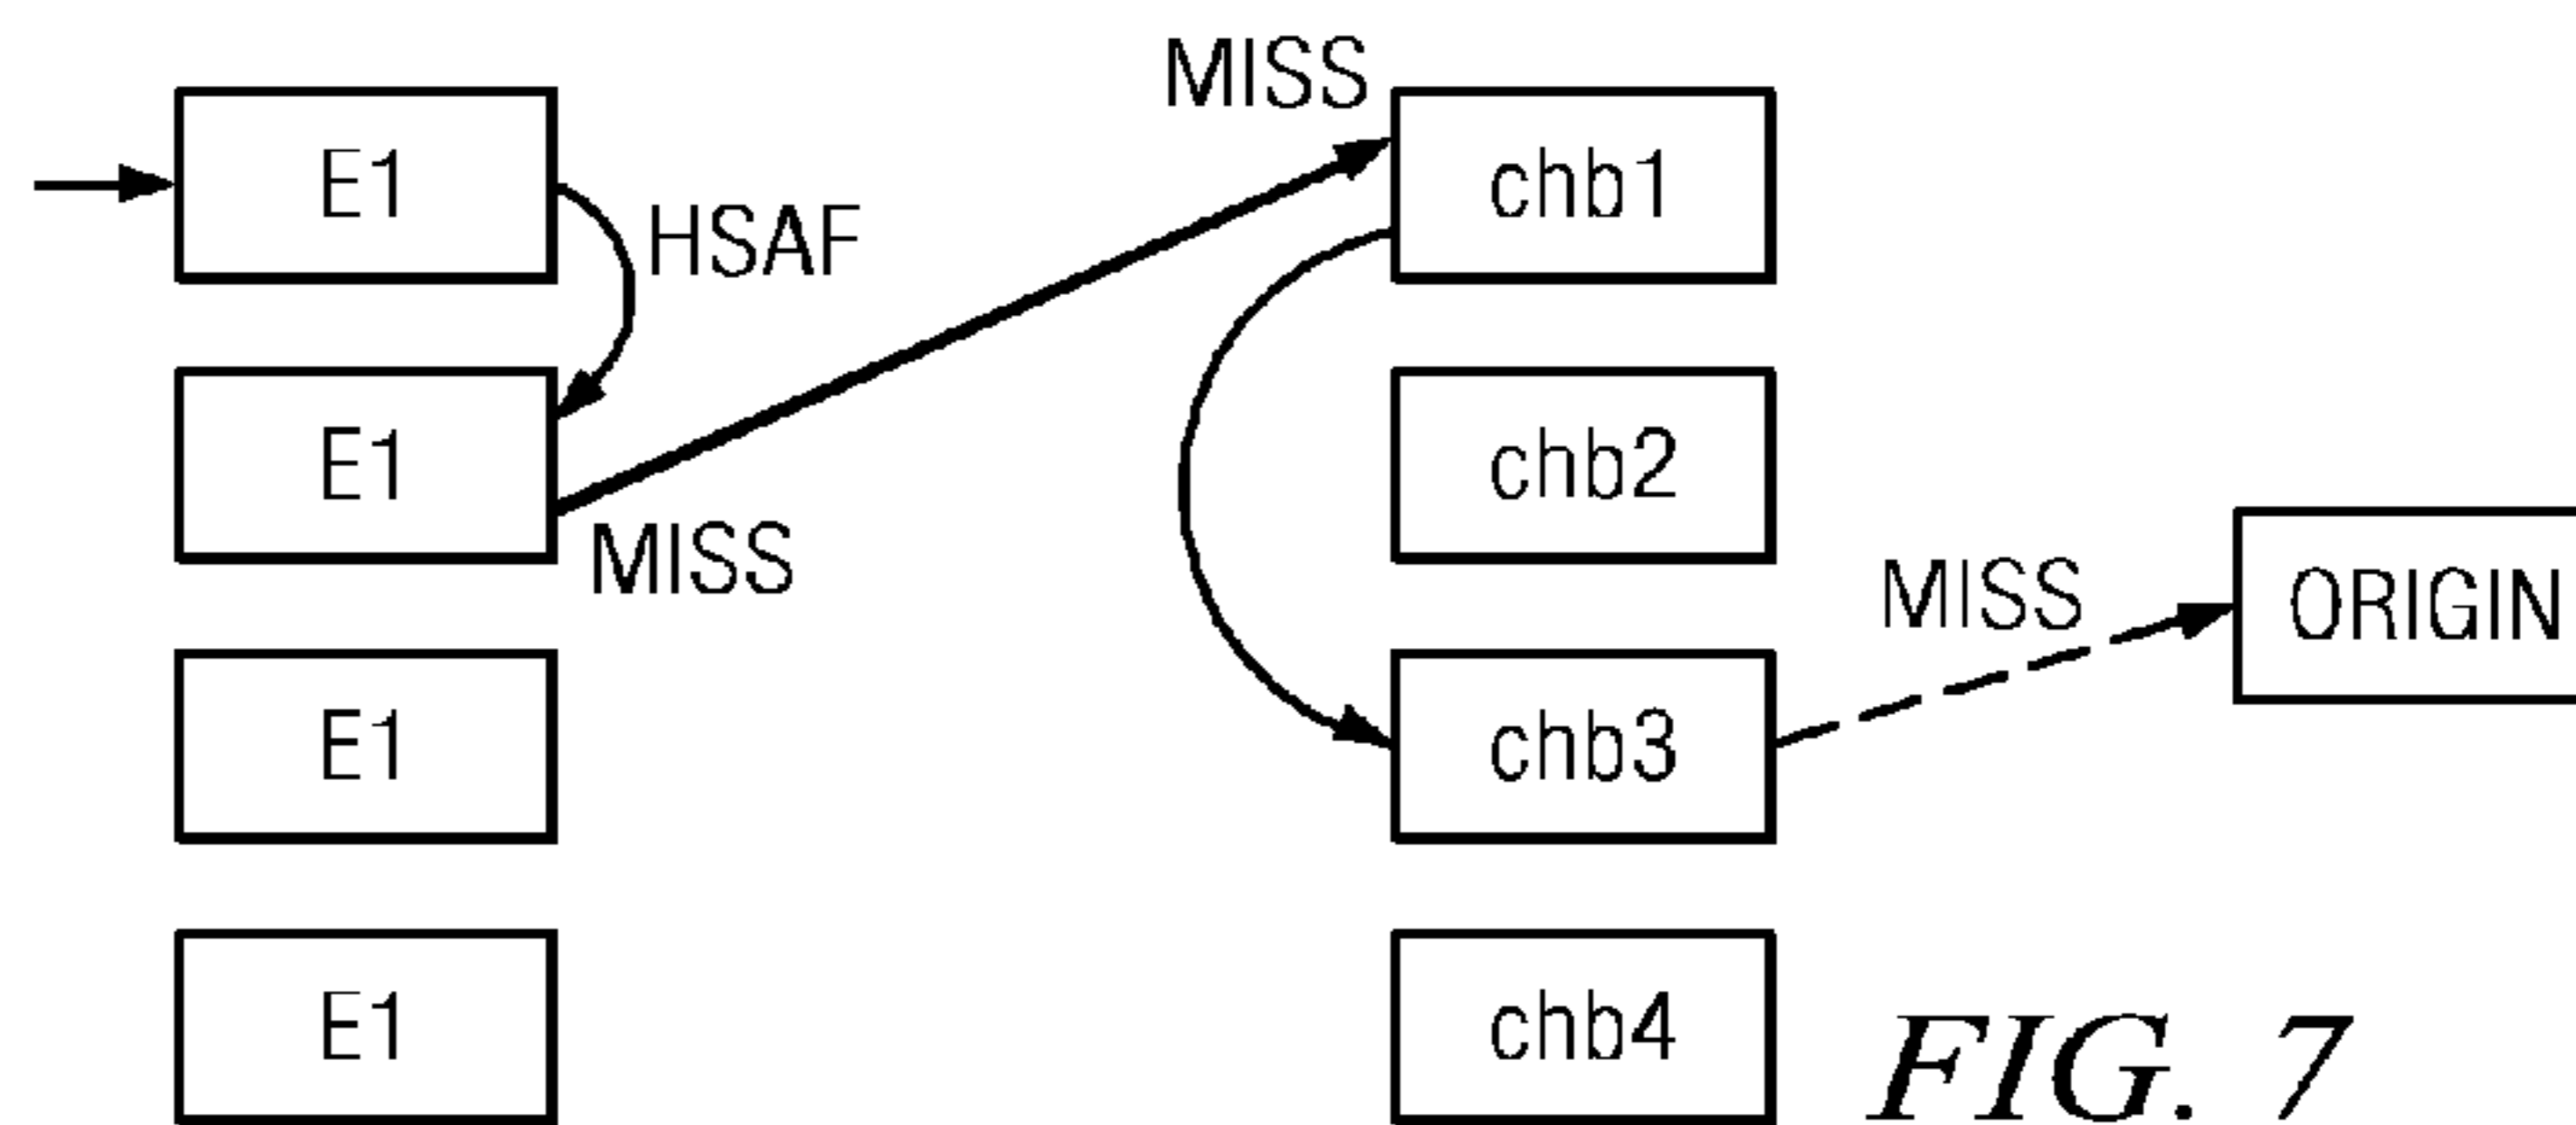 MISS
E1
chb1
HSAF
E1
chb2
MISS
MISS
ORIGIN
E1
chb3
E1
chb4
FIG. 7